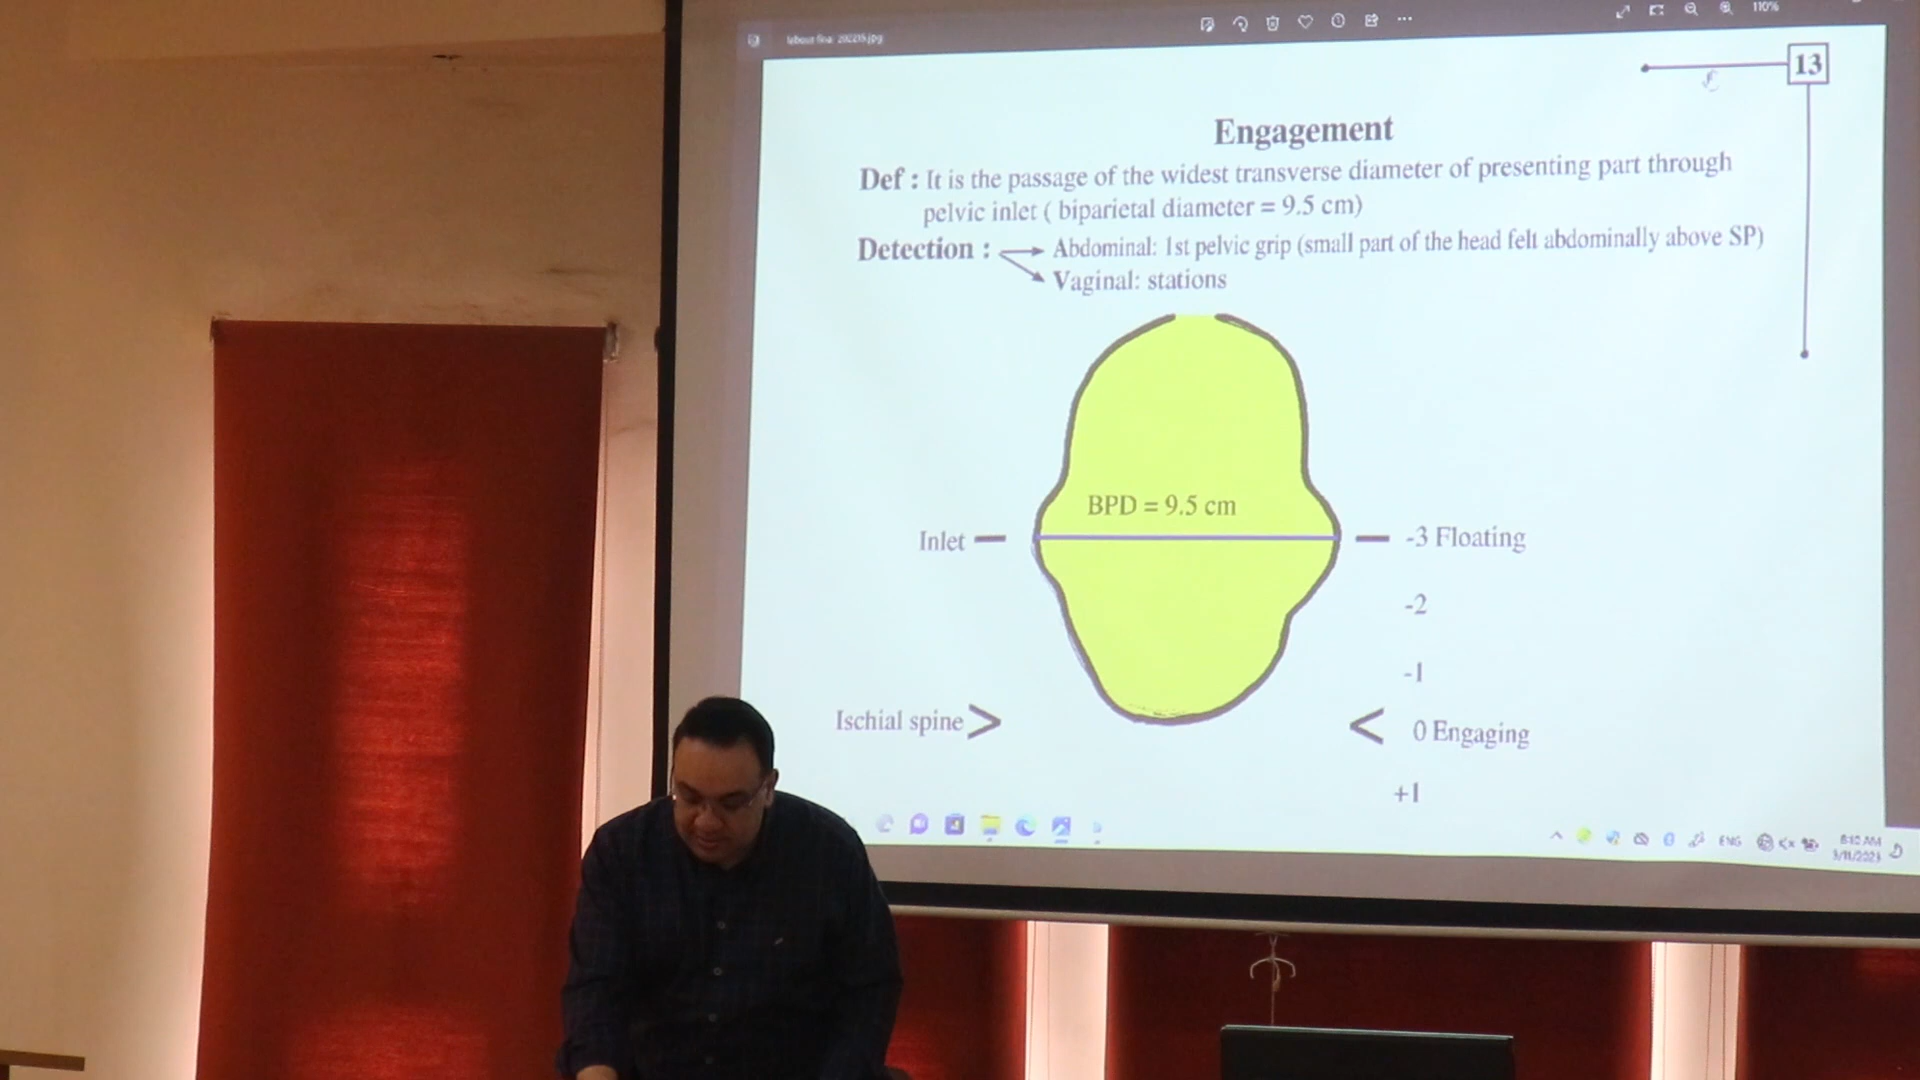 110%
13
Engagement
Def : It is the passage of the widest transverse diameter of presenting part through
pelvic inlet ( biparietal diameter = 9.5 cm)
Detection : Abdominal: 1st pelvic grip (small part of the head felt abdominally above SP)
Vaginal: stations
BPD = 9.5 cm
Inlet -3 Floating
-2
-1
Ischial spine > < 0 Engaging
+1
ENG